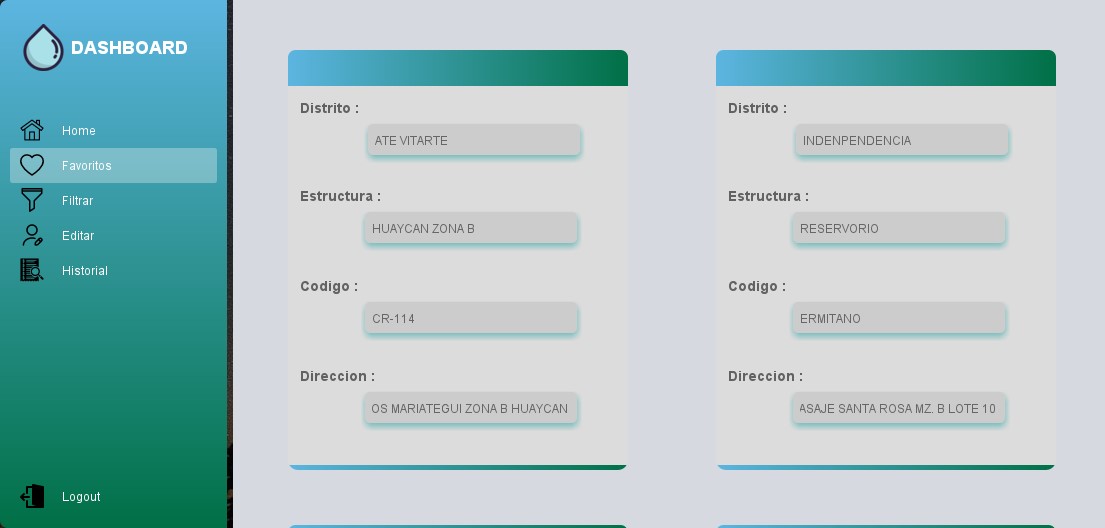 DASHBOARD
Home
Favoritos
Filtrar
Editar
Historial
Logout
Distrito :
ATE VITARTE
Estructura :
HUAYCAN ZONA B
Codigo :
CR-114
Direccion :
OS MARIATEGUI ZONA B HUAYCAN
Distrito :
INDENPENDENCIA
Estructura :
RESERVORIO
Codigo :
ERMITANO
Direccion :
ASAJE SANTA ROSA MZ. B LOTE 10